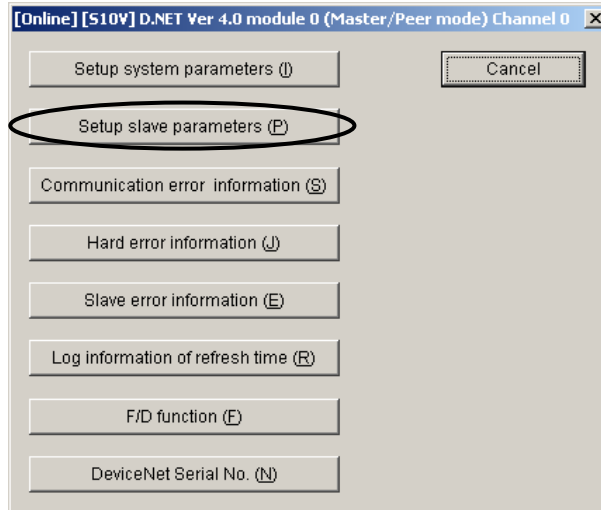 [Online] [S10V] D.NET Ver 4.0 module 0 (Master/Peer mode) Channel 0
Setup system parameters (I)
Cancel
Setup slave parameters (P)
Communication error information (S)
Hard error information (J)
Slave error information (E)
Log information of refresh time (R)
F/D function (F)
DeviceNet Serial No. (N)